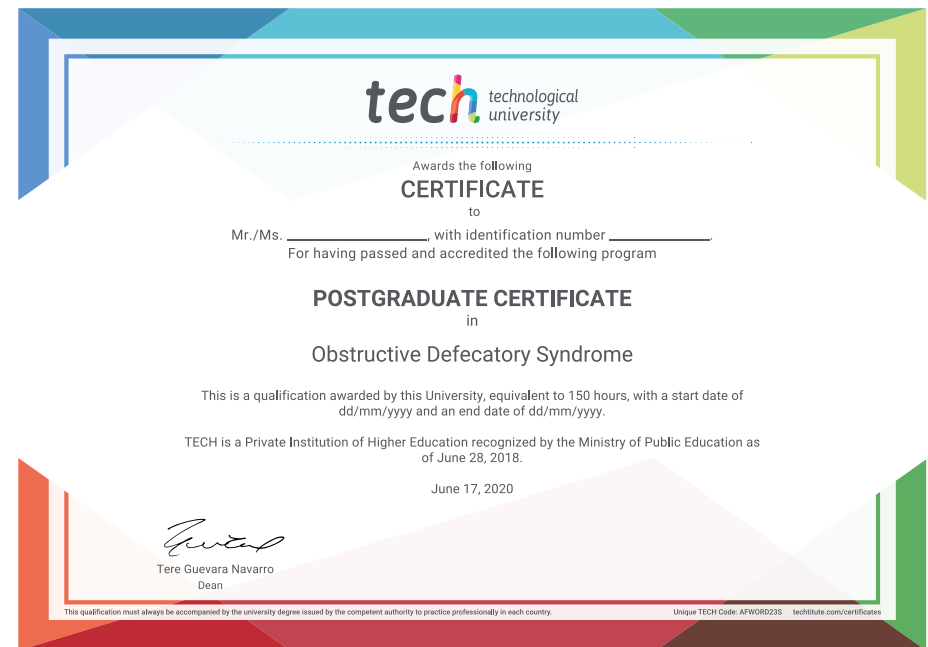 tech technological
university
Awards the following
CERTIFICATE
to
Mr./Ms. ____________________, with identification number ______________.
For having passed and accredited the following program
POSTGRADUATE CERTIFICATE
in
Obstructive Defecatory Syndrome
This is a qualification awarded by this University, equivalent to 150 hours, with a start date of
dd/mm/yyyy and an end date of dd/mm/yyyy.
TECH is a Private Institution of Higher Education recognized by the Ministry of Public Education as
of June 28, 2018.
June 17, 2020
Tere Guevara Navarro
Dean
This qualification must always be accompanied by the university degree issued by the competent authority to practice professionally in each country. Unique TECH Code: AFWORD23S techtitute.com/certificates